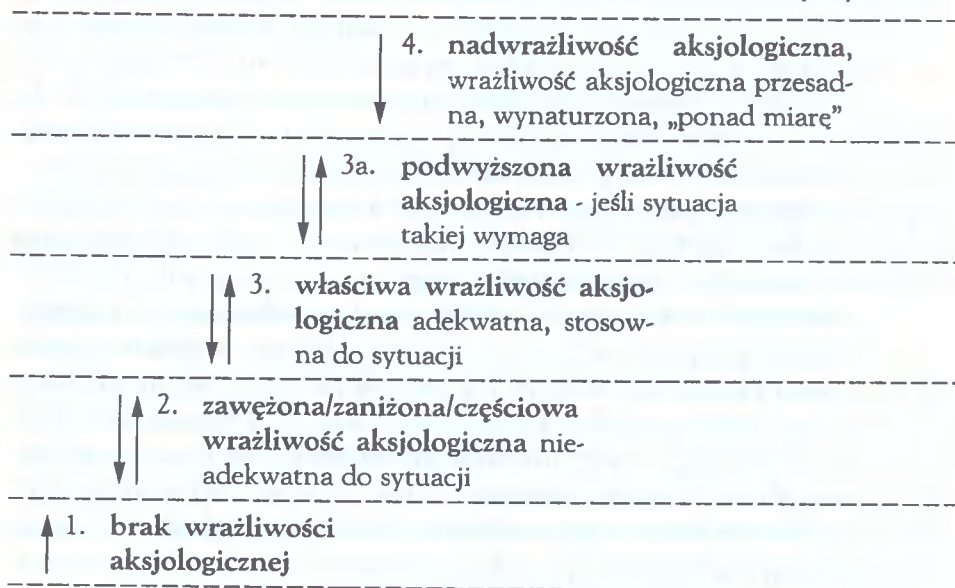 4. nadwrażliwość aksjologiczna,
wrażliwość aksjologiczna przesad-
na, wynaturzona, „ponad miarę”
3a. podwyższona wrażliwość
aksjologiczna - jeśli sytuacja
takiej wymaga
3. właściwa wrażliwość aksjo-
logiczna adekwatna, stosow-
na do sytuacji
2. zawężona/zaniżona/częściowa
wrażliwość aksjologiczna nie-
adekwatna do sytuacji
1. brak wrażliwości
aksjologicznej